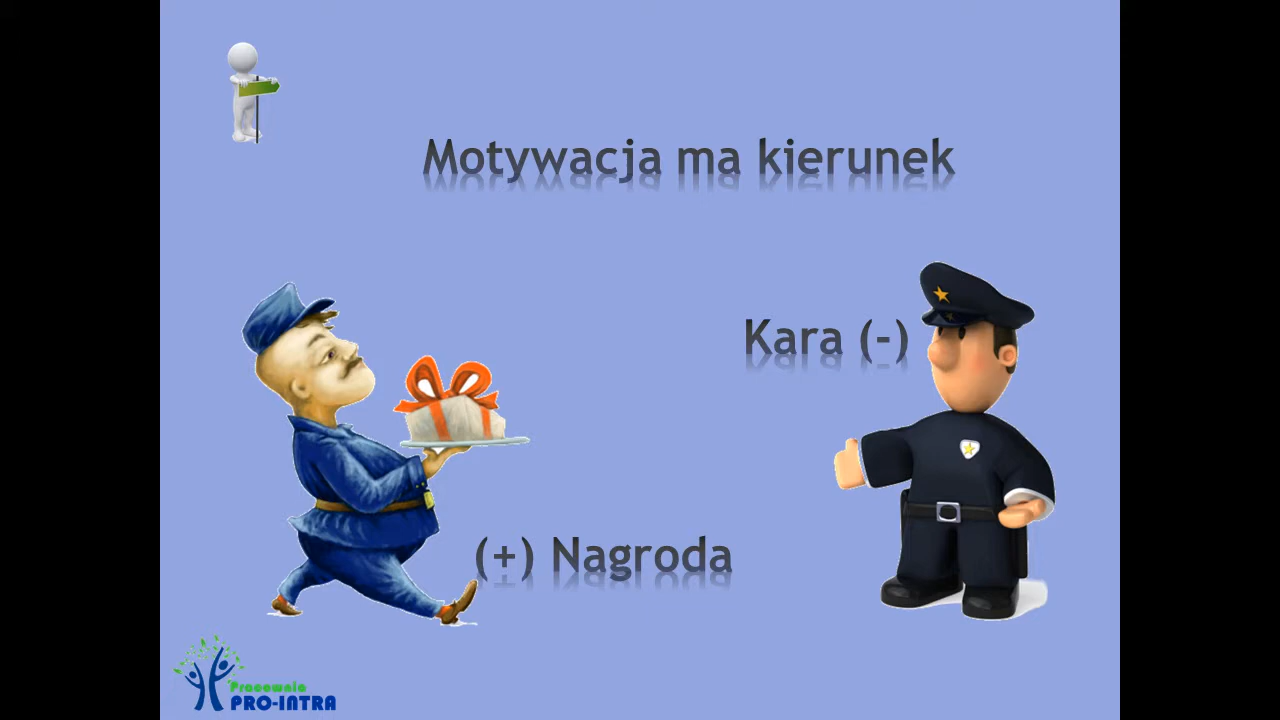 Motywacja ma kierunek
Kara (-)
(+) Nagroda
Pracownia
PRO-INTRA